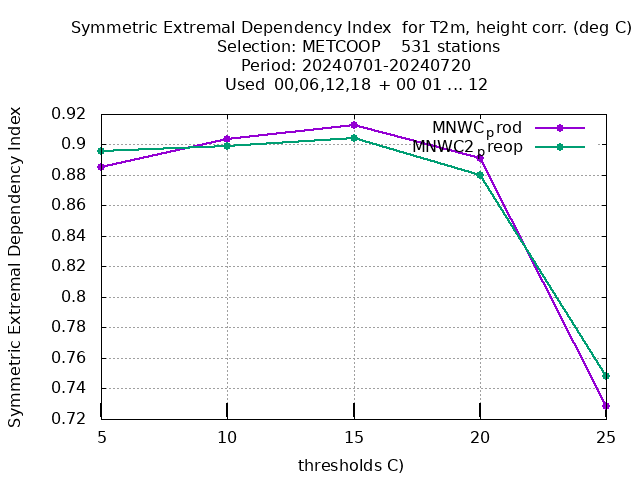 Symmetric Extremal Dependency Index  for T2m, height corr. (deg C)
Selection: METCOOP    531 stations
Period: 20240701-20240720
Used  00,06,12,18 + 00 01 ... 12
Symmetric Extremal Dependency Index
0.92
0.9
0.88
0.86
0.84
0.82
0.8
0.78
0.76
0.74
0.72
MNWCprod
MNWC2preop
5 10 15 20 25
thresholds C)